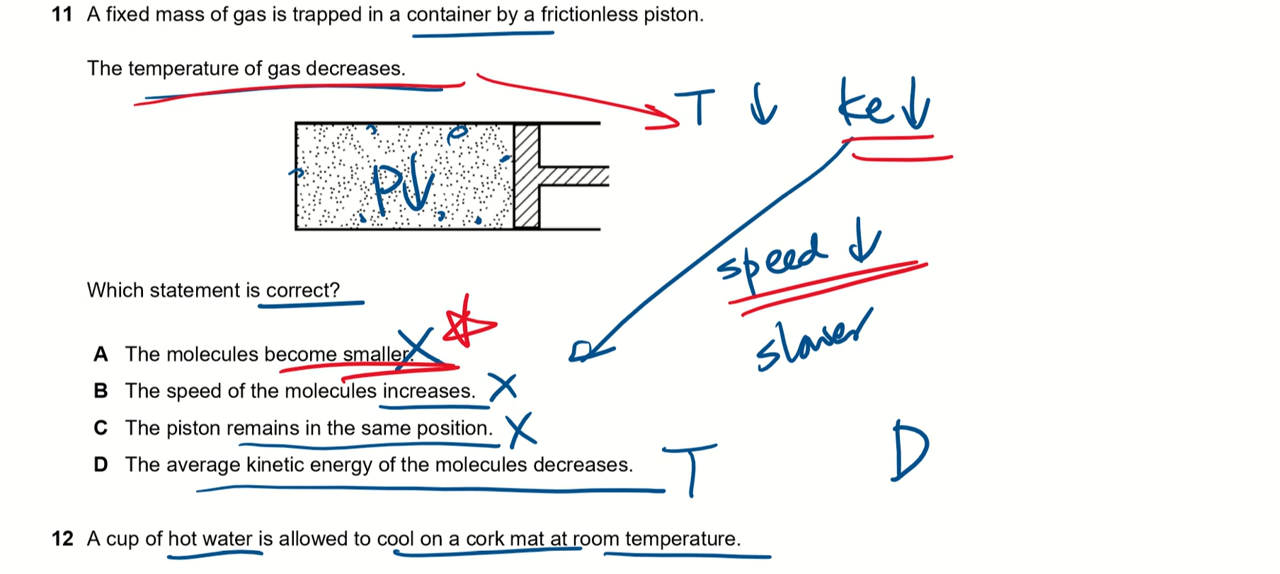 11 A fixed mass of gas is trapped in a container by a frictionless piston.
The temperature of gas decreases.
T ↓ ke ↓
P↓
speed ↓
slower
Which statement is correct?
A The molecules become smaller.
B The speed of the molecules increases.
C The piston remains in the same position.
D The average kinetic energy of the molecules decreases.
T
D
12 A cup of hot water is allowed to cool on a cork mat at room temperature.